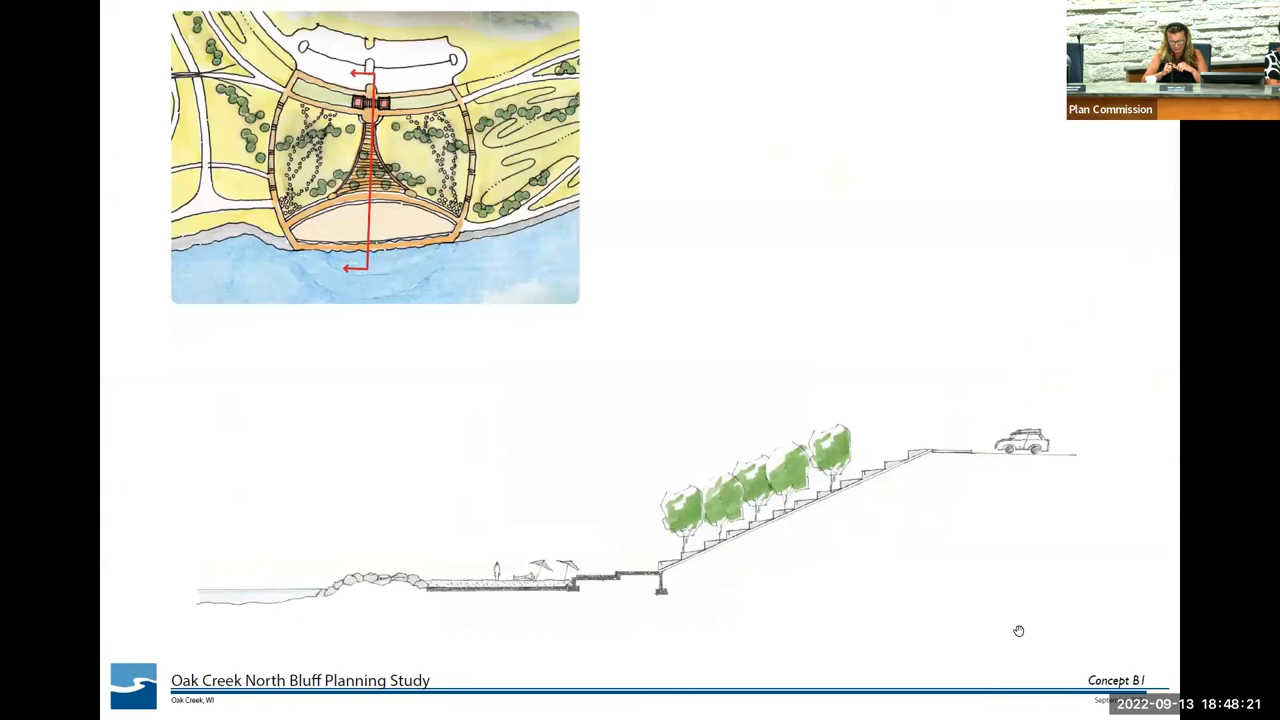 Plan Commission
Oak Creek North Bluff Planning Study
Concept B1
Oak Creek, WI
2022-09-13 18:48:21